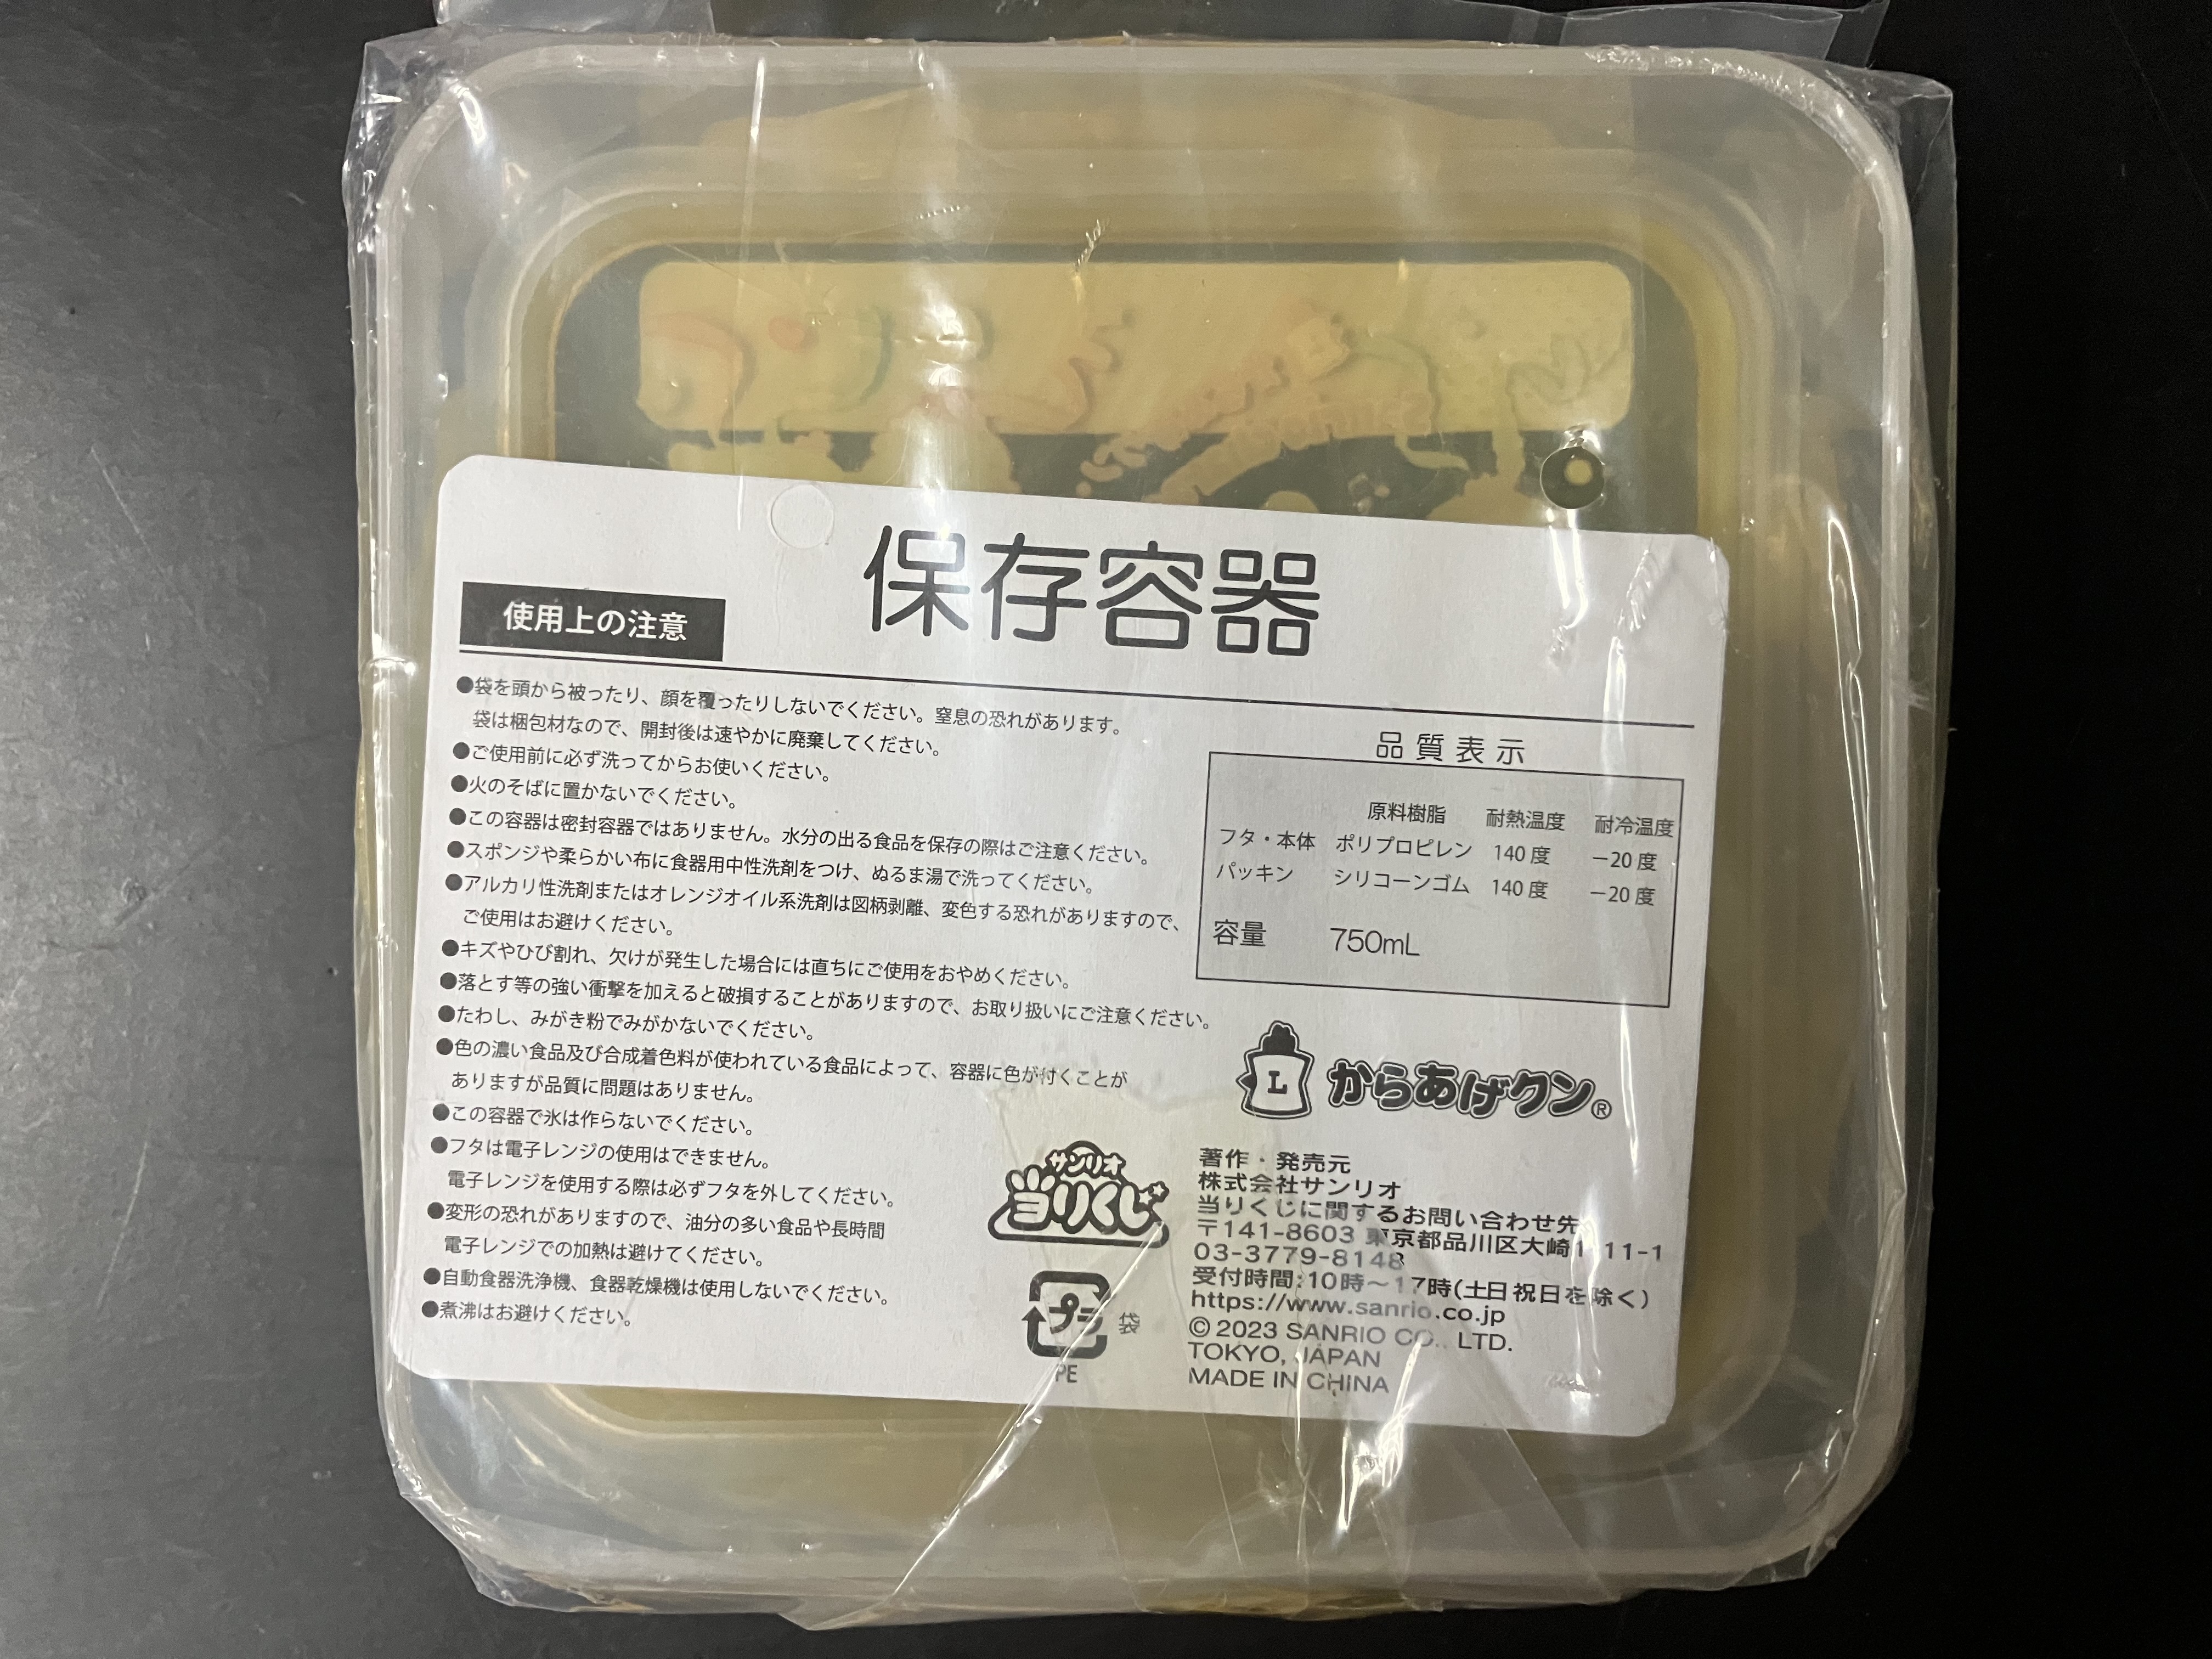 保存容器
使用上の注意
●袋を頭から被ったり、顔を覆ったりしないでください。窒息の恐れがあります。
袋は梱包材なので、開封後は速やかに廃棄してください。
●ご使用前に必ず洗ってからお使いください。
●火のそばに置かないでください。
●この容器は密封容器ではありません。水分の出る食品を保存の際はご注意ください。
●スポンジや柔らかい布に食器用中性洗剤をつけ、ぬるま湯で洗ってください。
●アルカリ性洗剤またはオレンジオイル系洗剤は図柄剥離、変色する恐れがありますので、
ご使用はお避けください。
●キズやひび割れ、欠けが発生した場合には直ちにご使用をおやめください。
●落とす等の強い衝撃を加えると破損することがありますので、お取り扱いにご注意ください。
●たわし、みがき粉でみがかないでください。
●色の濃い食品及び合成着色料が使われている食品によって、容器に色が付くことが
ありますが品質に問題はありません。
●この容器で氷は作らないでください。
●フタは電子レンジの使用はできません。
電子レンジを使用する際は必ずフタを外してください。
●変形の恐れがありますので、油分の多い食品や長時間
電子レンジでの加熱は避けてください。
●自動食器洗浄機、食器乾燥機は使用しないでください。
●煮沸はお避けください。
品質表示
原料樹脂 耐熱温度 耐冷温度
フタ・本体 ポリプロピレン 140度 −20度
パッキン シリコーンゴム 140度 −20度
容量 750mL
L からあげクン®
サンリオ
当りくじ
プラ 袋
PE
著作・発売元
株式会社サンリオ
当りくじに関するお問い合わせ先
〒141-8603 東京都品川区大崎1 11-1
03-3779-8148
受付時間:10時〜17時(土日祝日を除く)
https://www.sanrio.co.jp
© 2023 SANRIO CO., LTD.
TOKYO, JAPAN
MADE IN CHINA